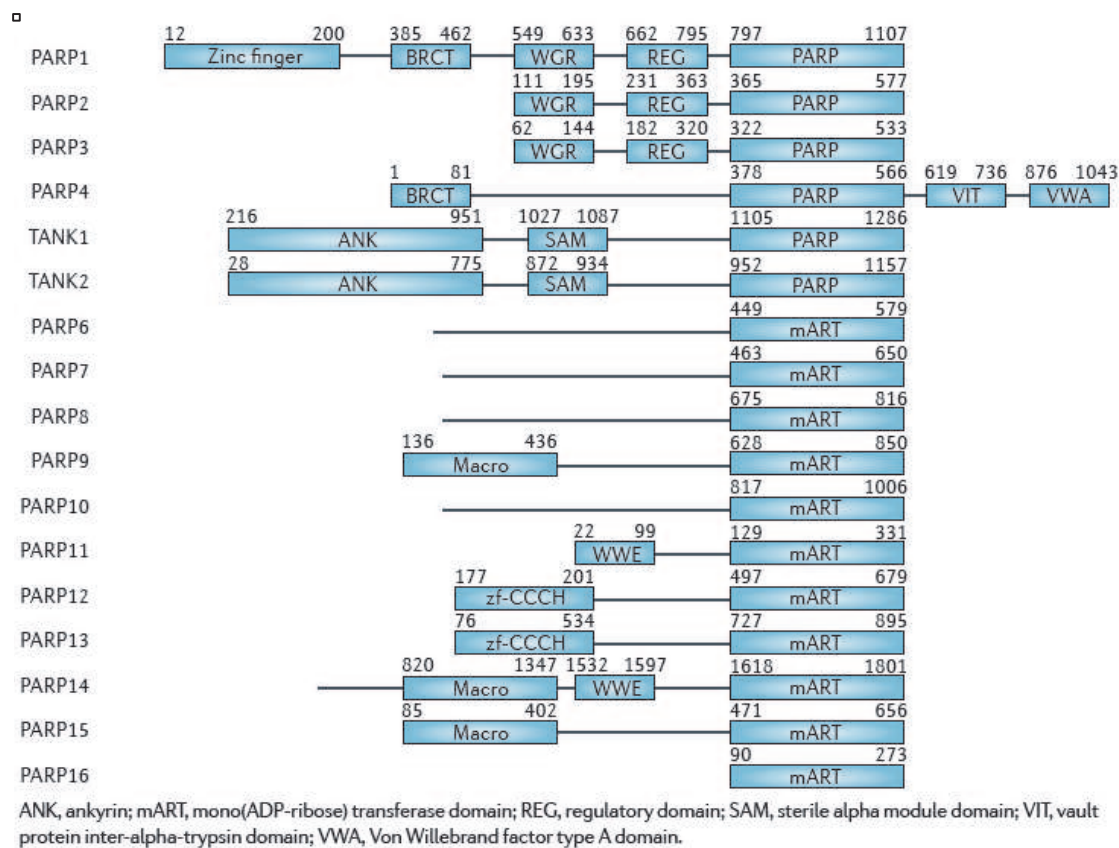 12 200 385 462 549 633 662 795 797 1107
PARP1 Zinc finger BRCT WGR REG PARP
111 195 231 363 365 577
PARP2 WGR REG PARP
62 144 182 320 322 533
PARP3 WGR REG PARP
1 81 378 566 619 736 876 1043
PARP4 BRCT PARP VIT VWA
216 951 1027 1087 1105 1286
TANK1 ANK SAM PARP
28 775 872 934 952 1157
TANK2 ANK SAM PARP
449 579
PARP6 mART
463 650
PARP7 mART
675 816
PARP8 mART
136 436 628 850
PARP9 Macro mART
817 1006
PARP10 mART
22 99 129 331
PARP11 WWE mART
177 201 497 679
PARP12 zf-CCCH mART
76 534 727 895
PARP13 zf-CCCH mART
820 1347 1532 1597 1618 1801
PARP14 Macro WWE mART
85 402 471 656
PARP15 Macro mART
90 273
PARP16 mART
ANK, ankyrin; mART, mono(ADP-ribose) transferase domain; REG, regulatory domain; SAM, sterile alpha module domain; VIT, vault
protein inter-alpha-trypsin domain; VWA, Von Willebrand factor type A domain.